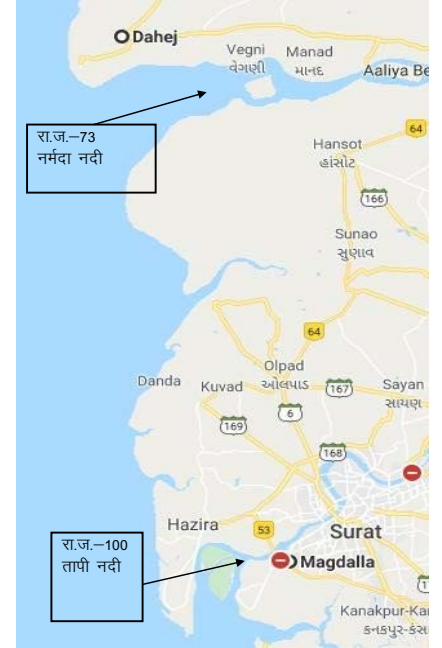 Dahej
Vegni
વેગણી
Manad
માનદ
Aaliya Be
रा.ज.–73
नर्मदा नदी
64
Hansot
હાંસોટ
166
Sunao
સુણાવ
64
Olpad
ઓલપાડ
Danda
Kuvad
167
Sayan
સાયણ
6
169
168
Hazira
53
Surat
रा.ज.–100
तापी नदी
Magdalla
1
Kanakpur-Kan
કનકપુર-કંસા